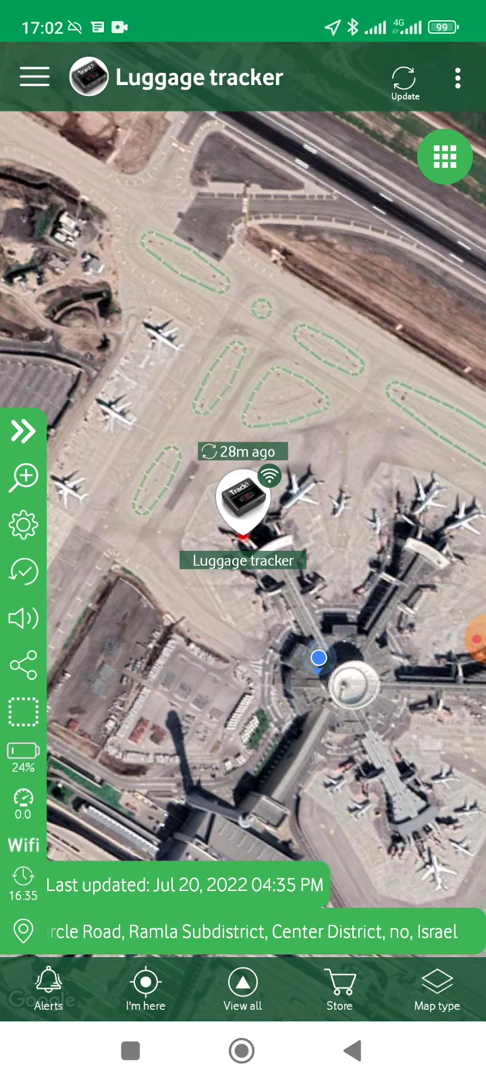 17:02
4G
99
Luggage tracker
Update
28m ago
Track!
Luggage tracker
24%
0.0
Wifi
16:35
Last updated: Jul 20, 2022 04:35 PM
rcle Road, Ramla Subdistrict, Center District, no, Israel
Google
Alerts
I'm here
View all
Store
Map type